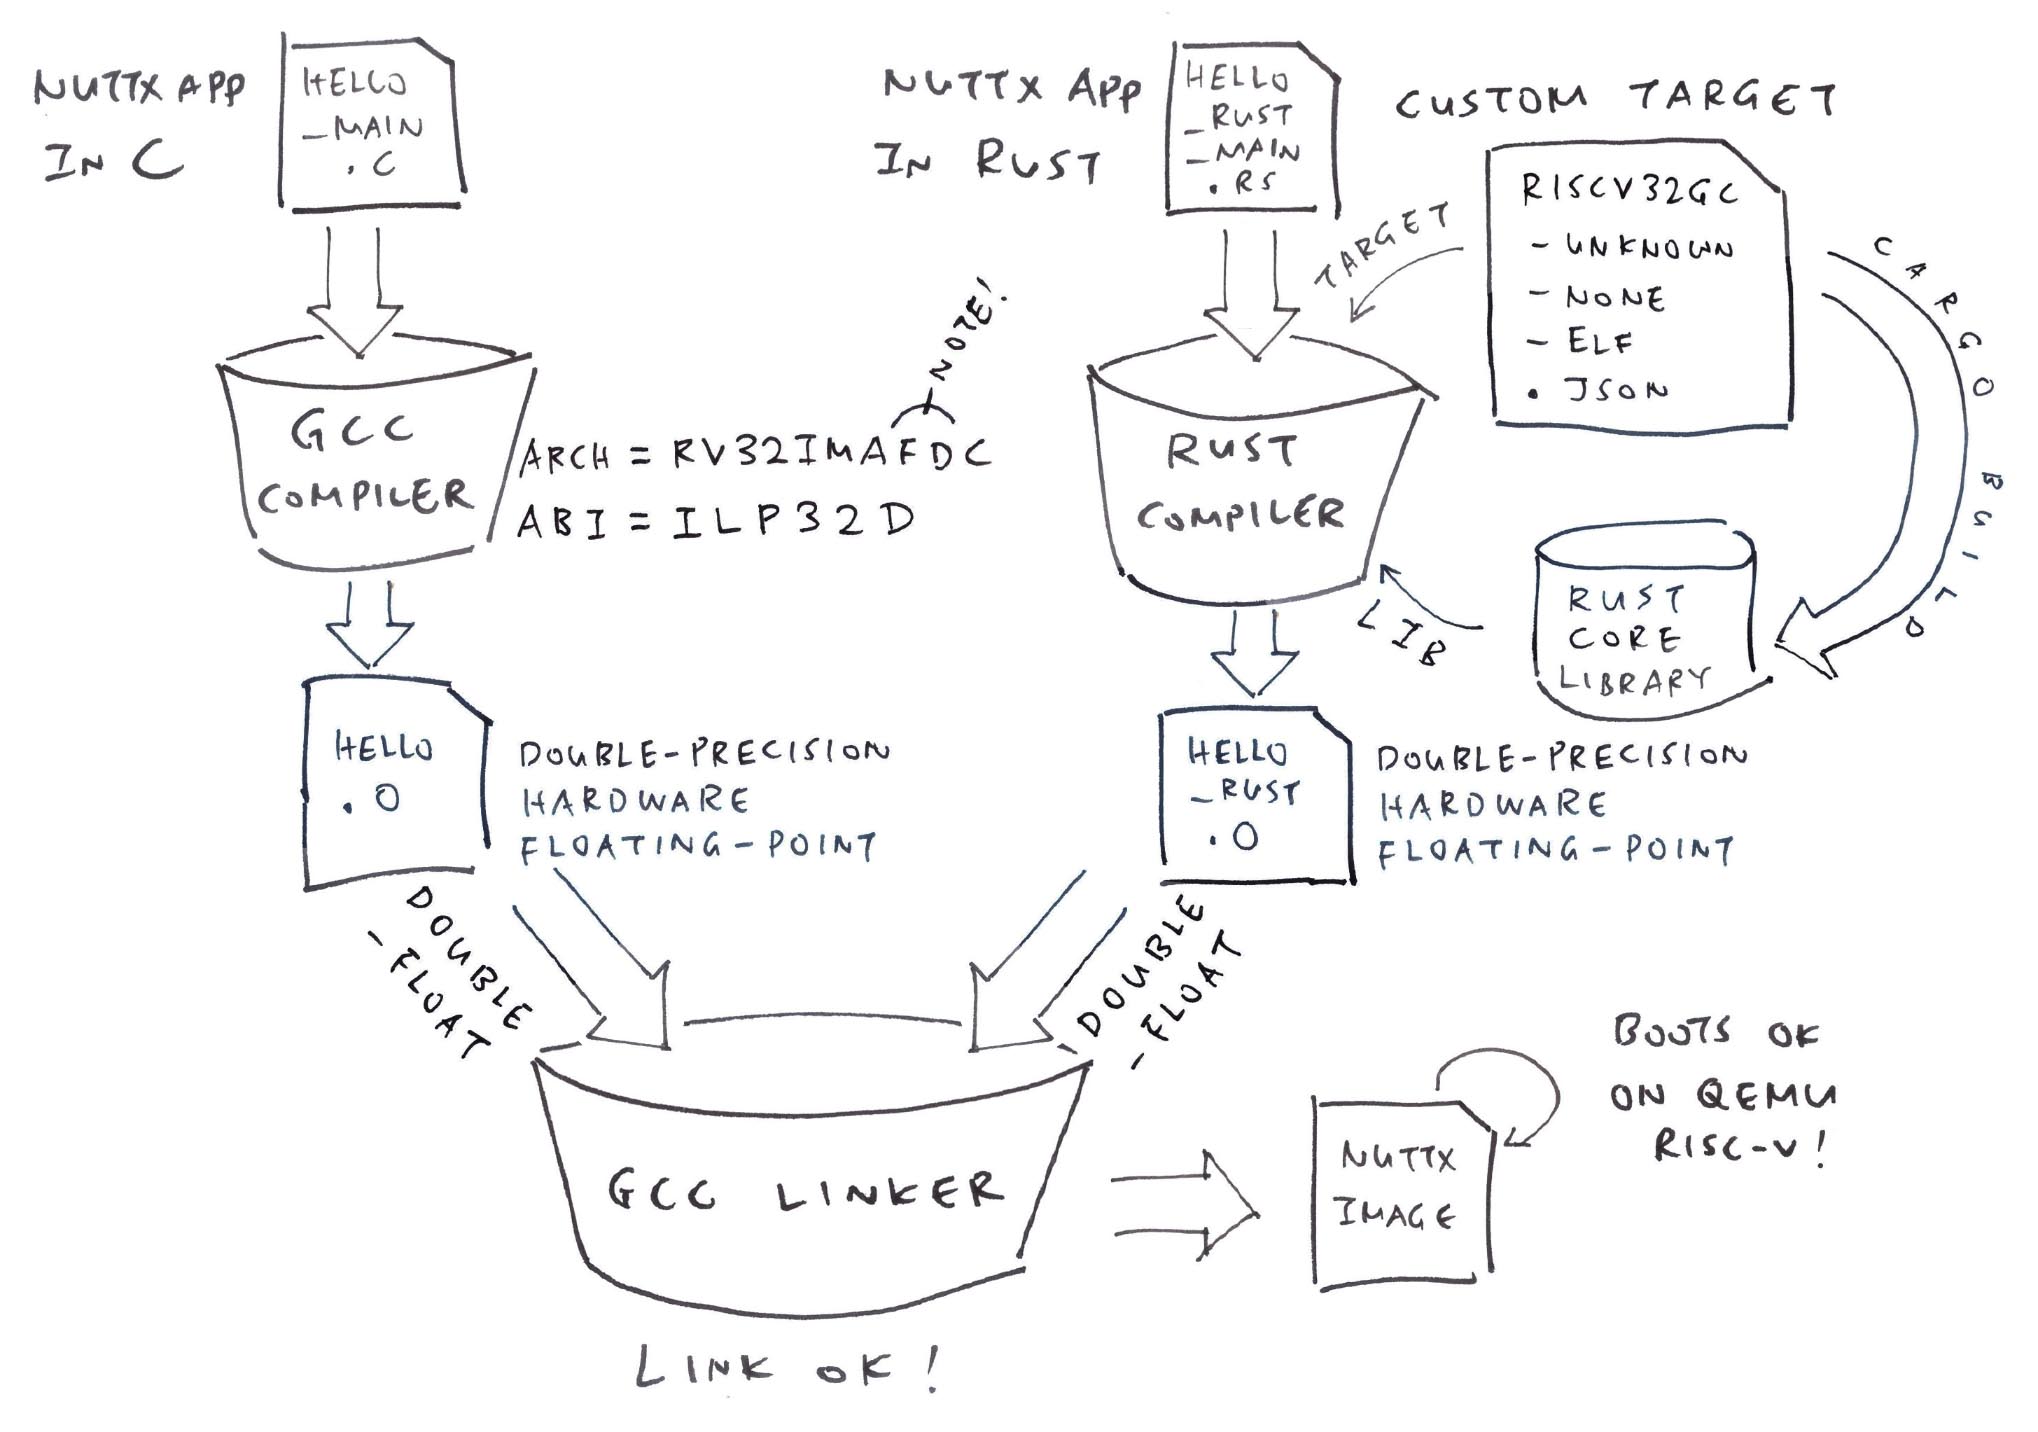 NUTTX APP
IN C
HELLO
_MAIN
.C
NUTTX APP
IN RUST
HELLO
_RUST
_MAIN
.RS
CUSTOM TARGET
RISCV32GC
- UNKNOWN
- NONE
- ELF
. JSON
TARGET
CARGO BUILD
NOTE!
GCC
COMPILER
ARCH = RV32IMAFDC
ABI = ILP32D
RUST
COMPILER
LIB
RUST
CORE
LIBRARY
HELLO
.O
DOUBLE-PRECISION
HARDWARE
FLOATING-POINT
HELLO
_RUST
.O
DOUBLE-PRECISION
HARDWARE
FLOATING-POINT
DOUBLE
-FLOAT
DOUBLE
-FLOAT
GCC LINKER
LINK OK!
NUTTX
IMAGE
BOOTS OK
ON QEMU
RISC-V!